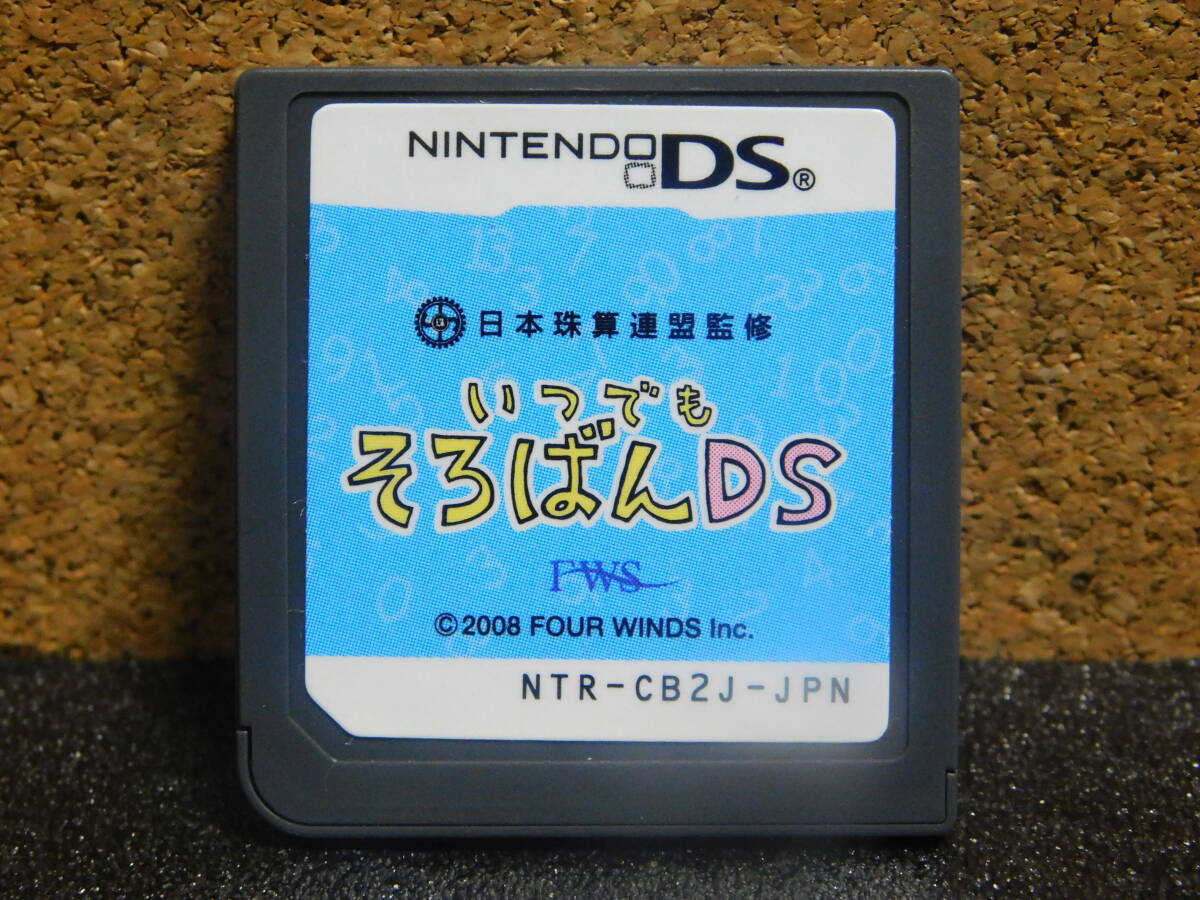 NINTENDO DS®
日本珠算連盟監修
いつでも
そろばんDS
FWS
©2008 FOUR WINDS Inc.
NTR-CB2J-JPN